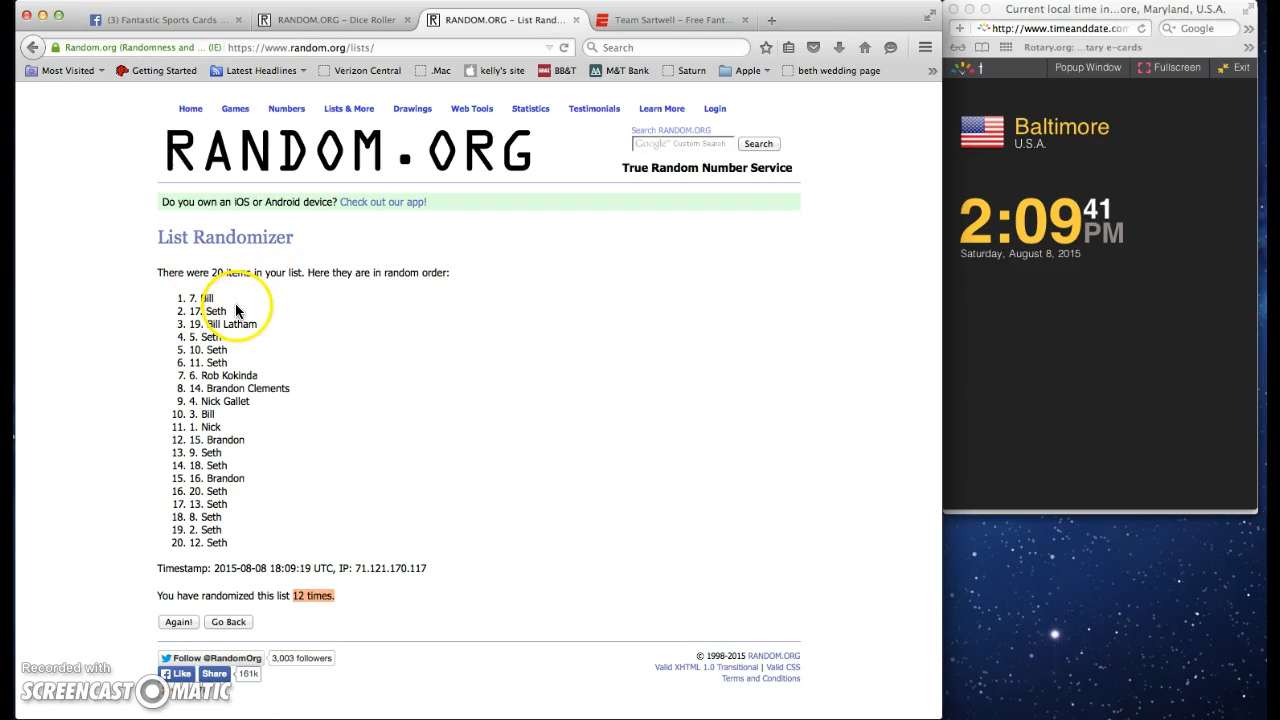 (3) Fantastic Sports Cards ...
RANDOM.ORG - Dice Roller
RANDOM.ORG - List Rand...
Team Sartwell - Free Fant...
Random.org (Randomness and ... (IE)
https://www.random.org/lists/
Search
Most Visited
Getting Started
Latest Headlines
Verizon Central
.Mac
kelly's site
BB&T
M&T Bank
Saturn
Apple
beth wedding page
Home
Games
Numbers
Lists & More
Drawings
Web Tools
Statistics
Testimonials
Learn More
Login
RANDOM.ORG
Search RANDOM.ORG
Google™ Custom Search
Search
True Random Number Service
Do you own an iOS or Android device? Check out our app!
List Randomizer
There were 20 items in your list. Here they are in random order:
1. 7. Bill
2. 17. Seth
3. 19. Bill Latham
4. 5. Seth
5. 10. Seth
6. 11. Seth
7. 6. Rob Kokinda
8. 14. Brandon Clements
9. 4. Nick Gallet
10. 3. Bill
11. 1. Nick
12. 15. Brandon
13. 9. Seth
14. 18. Seth
15. 16. Brandon
16. 20. Seth
17. 13. Seth
18. 8. Seth
19. 2. Seth
20. 12. Seth
Timestamp: 2015-08-08 18:09:19 UTC, IP: 71.121.170.117
You have randomized this list 12 times.
Again!
Go Back
Follow @RandomOrg
3,003 followers
Like
Share
161k
© 1998-2015 RANDOM.ORG
Valid XHTML 1.0 Transitional | Valid CSS
Terms and Conditions
Recorded with
SCREENCAST-O-MATIC
Current local time in...ore, Maryland, U.S.A.
http://www.timeanddate.com
Google
Rotary.org: ...tary e-cards
t
Popup Window
Fullscreen
Exit
Baltimore
U.S.A.
2:09 41 PM
Saturday, August 8, 2015